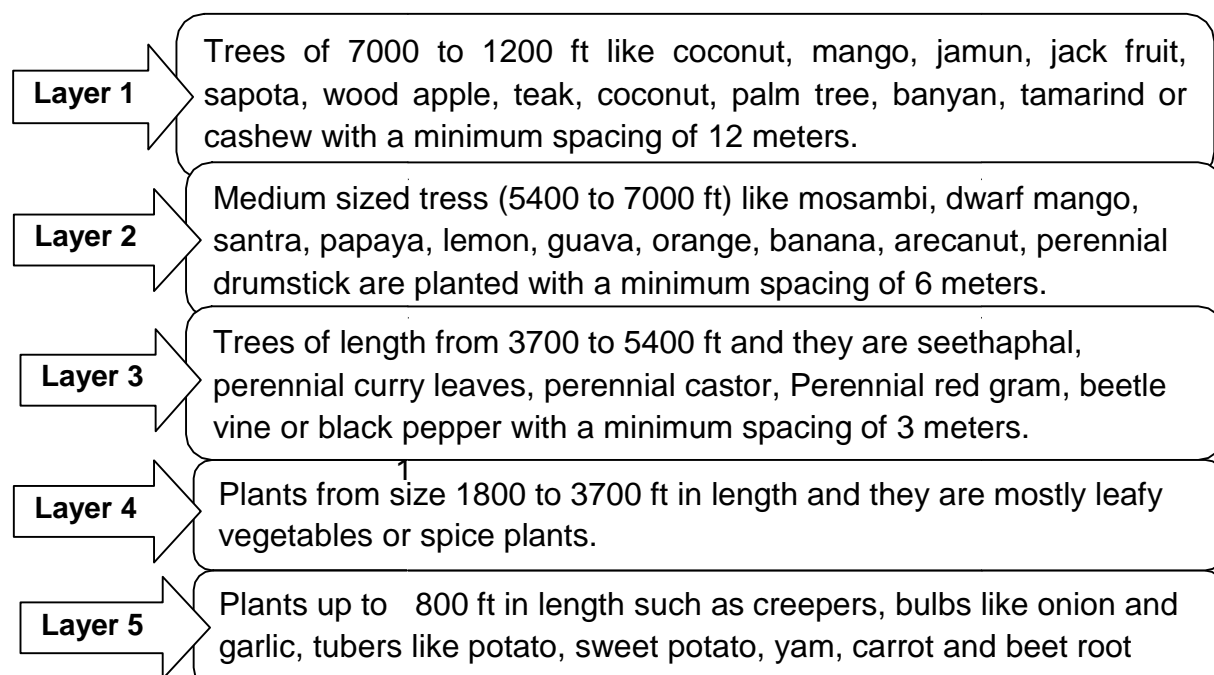 Layer 1
Trees of 7000 to 1200 ft like coconut, mango, jamun, jack fruit,
sapota, wood apple, teak, coconut, palm tree, banyan, tamarind or
cashew with a minimum spacing of 12 meters.
Layer 2
Medium sized tress (5400 to 7000 ft) like mosambi, dwarf mango,
santra, papaya, lemon, guava, orange, banana, arecanut, perennial
drumstick are planted with a minimum spacing of 6 meters.
Layer 3
Trees of length from 3700 to 5400 ft and they are seethaphal,
perennial curry leaves, perennial castor, Perennial red gram, beetle
vine or black pepper with a minimum spacing of 3 meters.
1
Layer 4
Plants from size 1800 to 3700 ft in length and they are mostly leafy
vegetables or spice plants.
Layer 5
Plants up to 800 ft in length such as creepers, bulbs like onion and
garlic, tubers like potato, sweet potato, yam, carrot and beet root